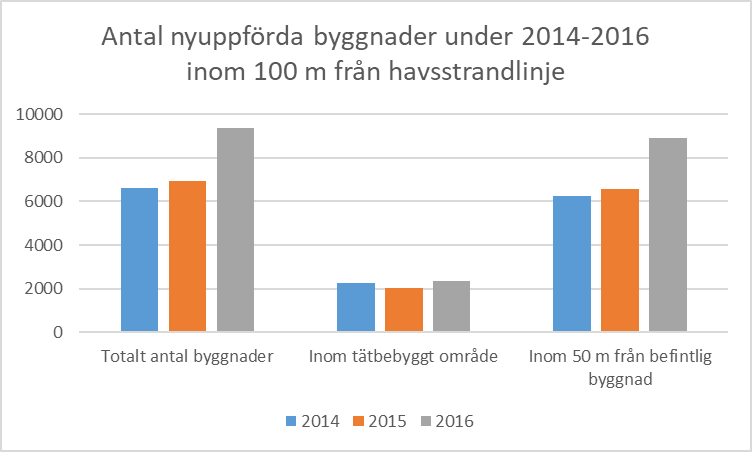 Antal nyuppförda byggnader under 2014-2016
inom 100 m från havsstrandlinje
10000
8000
6000
4000
2000
0
Totalt antal byggnader
Inom tätbebyggt område
Inom 50 m från befintlig
byggnad
2014
2015
2016